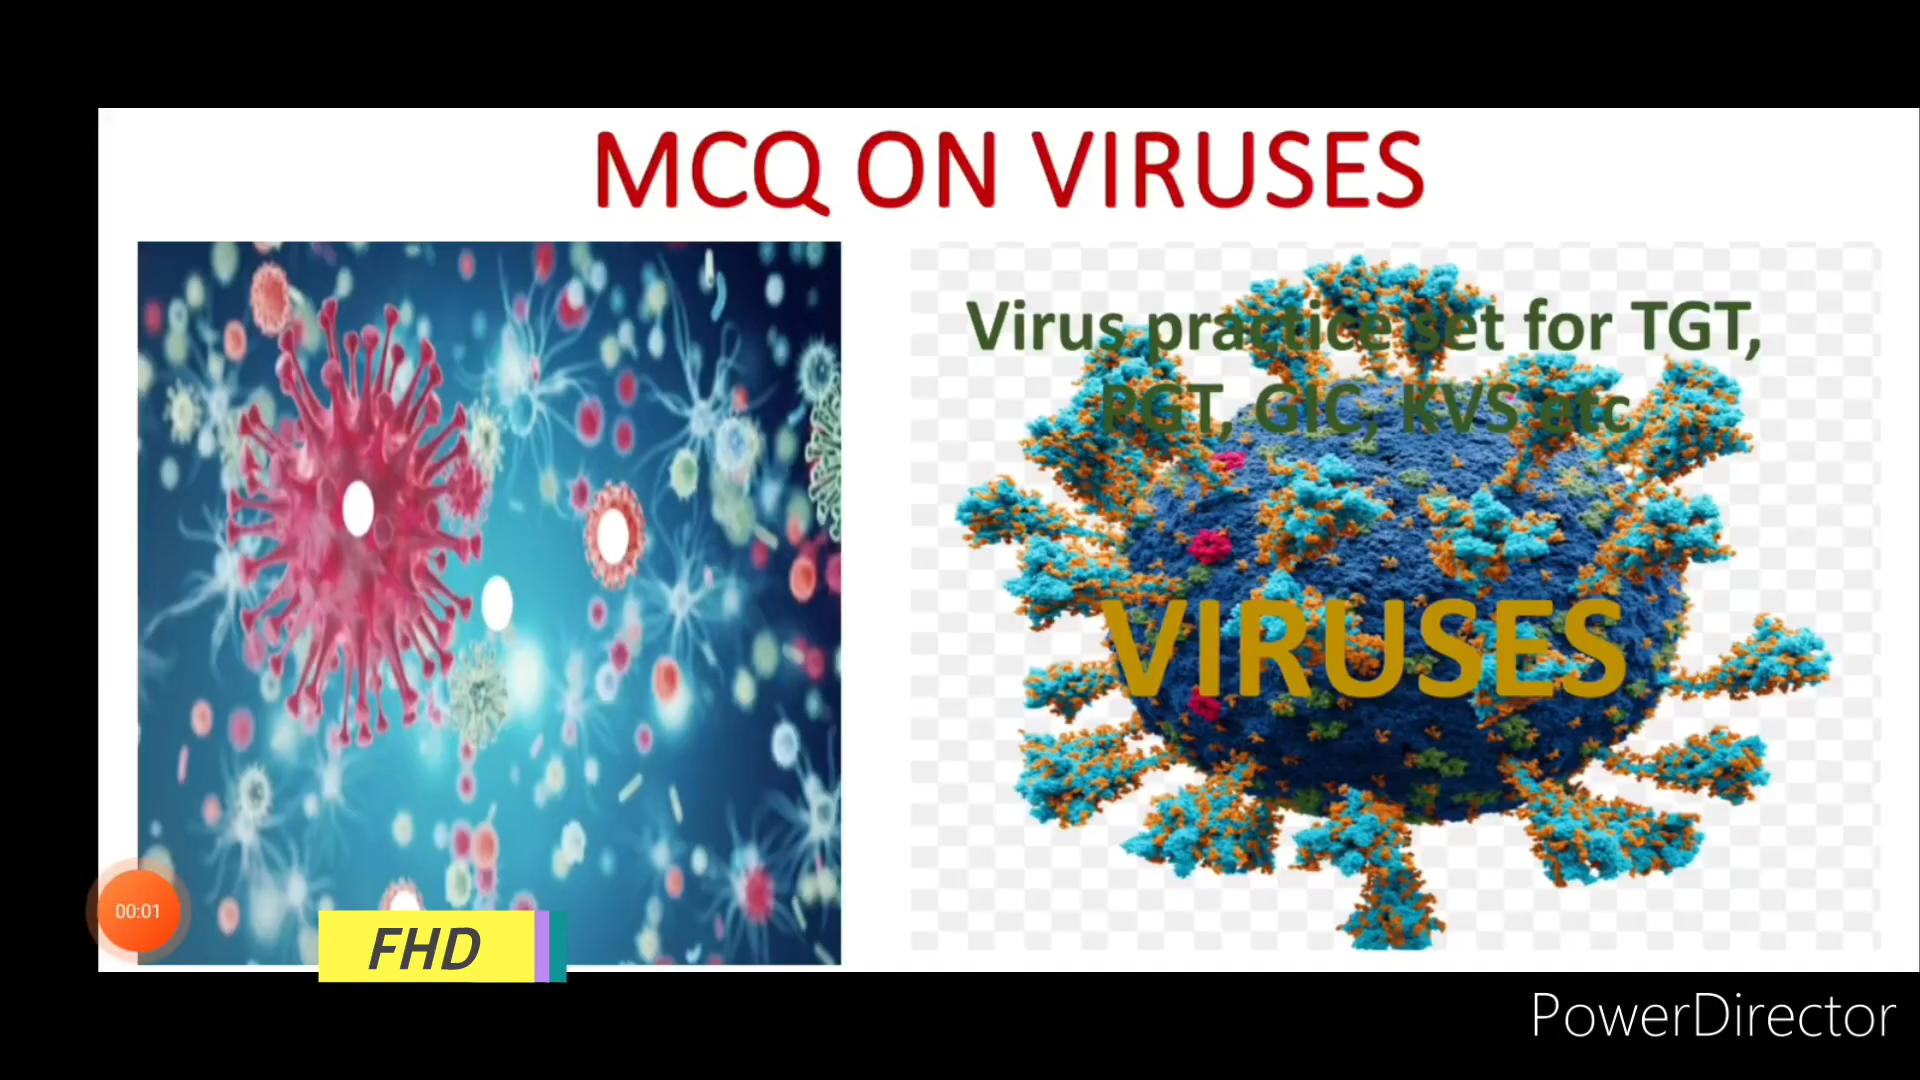 MCQ ON VIRUSES
Virus practice set for TGT,
PGT, GIC, KVS etc
VIRUSES
00:01
FHD
PowerDirector